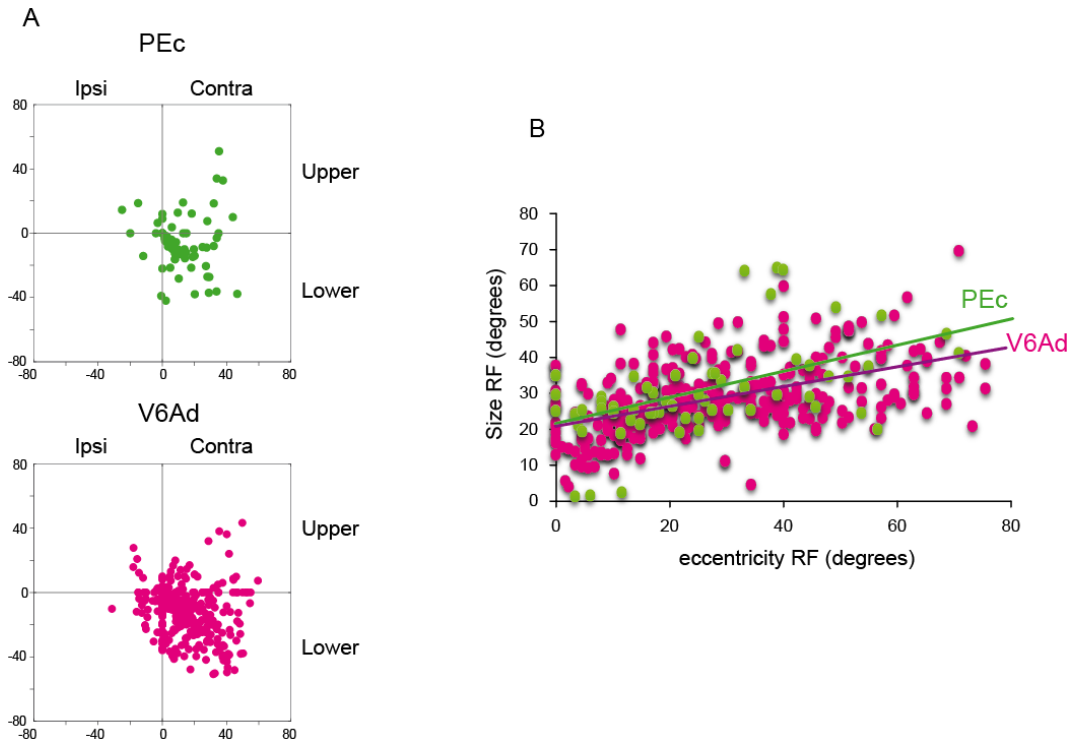 A
PEc
Ipsi Contra
80
40
0
-40
-80
-80 -40 0 40 80
Upper
Lower
V6Ad
Ipsi Contra
80
40
0
-40
-80
-80 -40 0 40 80
Upper
Lower
B
80
70
60
50
40
30
20
10
0
Size RF (degrees)
0 20 40 60 80
eccentricity RF (degrees)
PEc
V6Ad